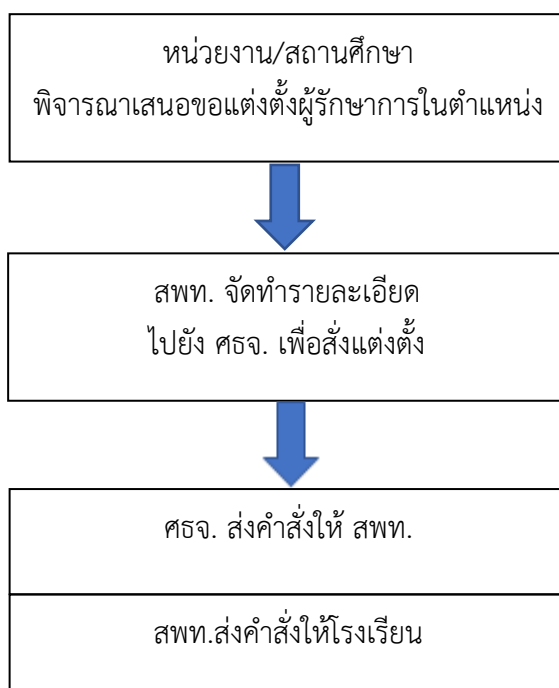 หน่วยงาน/สถานศึกษา
พิจารณาเสนอขอแต่งตั้งผู้รักษาการในตำแหน่ง
สพท. จัดทำรายละเอียด
ไปยัง ศธจ. เพื่อสั่งแต่งตั้ง
ศธจ. ส่งคำสั่งให้ สพท.
สพท.ส่งคำสั่งให้โรงเรียน